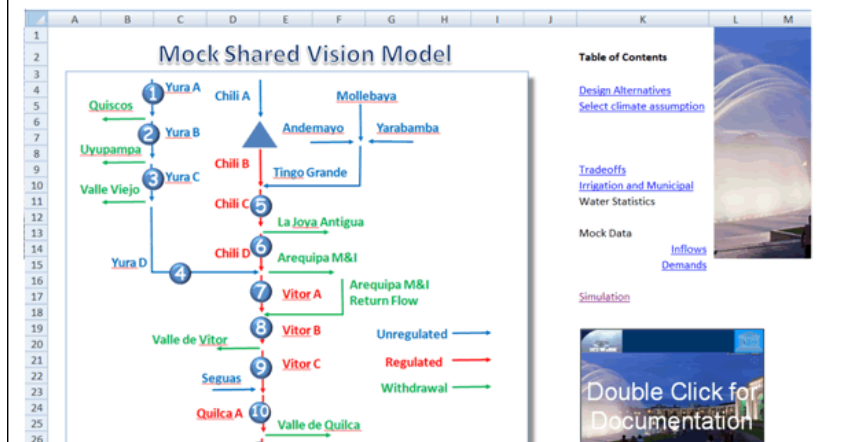 A B C D E F G H I J K L M
1
2
3
4
5
6
7
8
9
10
11
12
13
14
15
16
17
18
19
20
21
22
23
24
25
26
Mock Shared Vision Model
1 Yura A
Chili A
Mollebaya
Quiscos
2 Yura B
Andemayo
Yarabamba
Uyupampa
Chili B
3 Yura C
Tingo Grande
Valle Viejo
Chili C 5
La Joya Antigua
Chili D 6
Arequipa M&I
Yura D
4
7 Vitor A
Arequipa M&I
Return Flow
8 Vitor B
Valle de Vitor
Unregulated
9 Vitor C
Regulated
Seguas
Withdrawal
Quilca A 10
Valle de Quilca
Table of Contents
Design Alternatives
Select climate assumption
Tradeoffs
Irrigation and Municipal
Water Statistics
Mock Data
Inflows
Demands
Simulation
Double Click for
Documentation